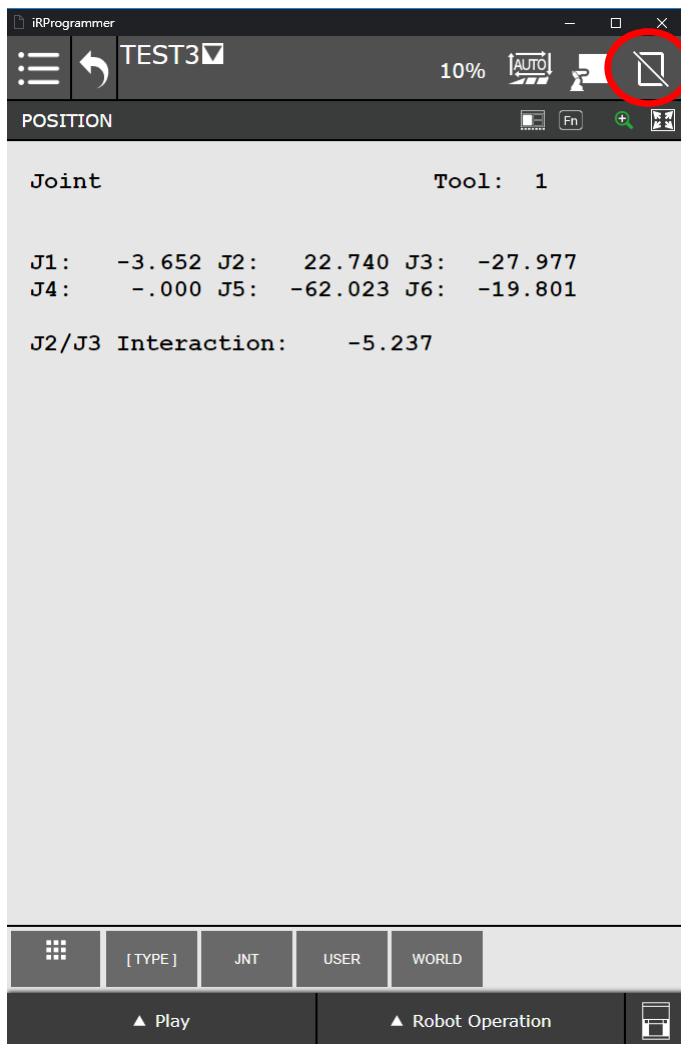 iRProgrammer
TEST3
10%
AUTO
POSITION
Fn
Joint Tool: 1
J1: -3.652 J2: 22.740 J3: -27.977
J4: -.000 J5: -62.023 J6: -19.801
J2/J3 Interaction: -5.237
[ TYPE ] JNT USER WORLD
▲ Play ▲ Robot Operation